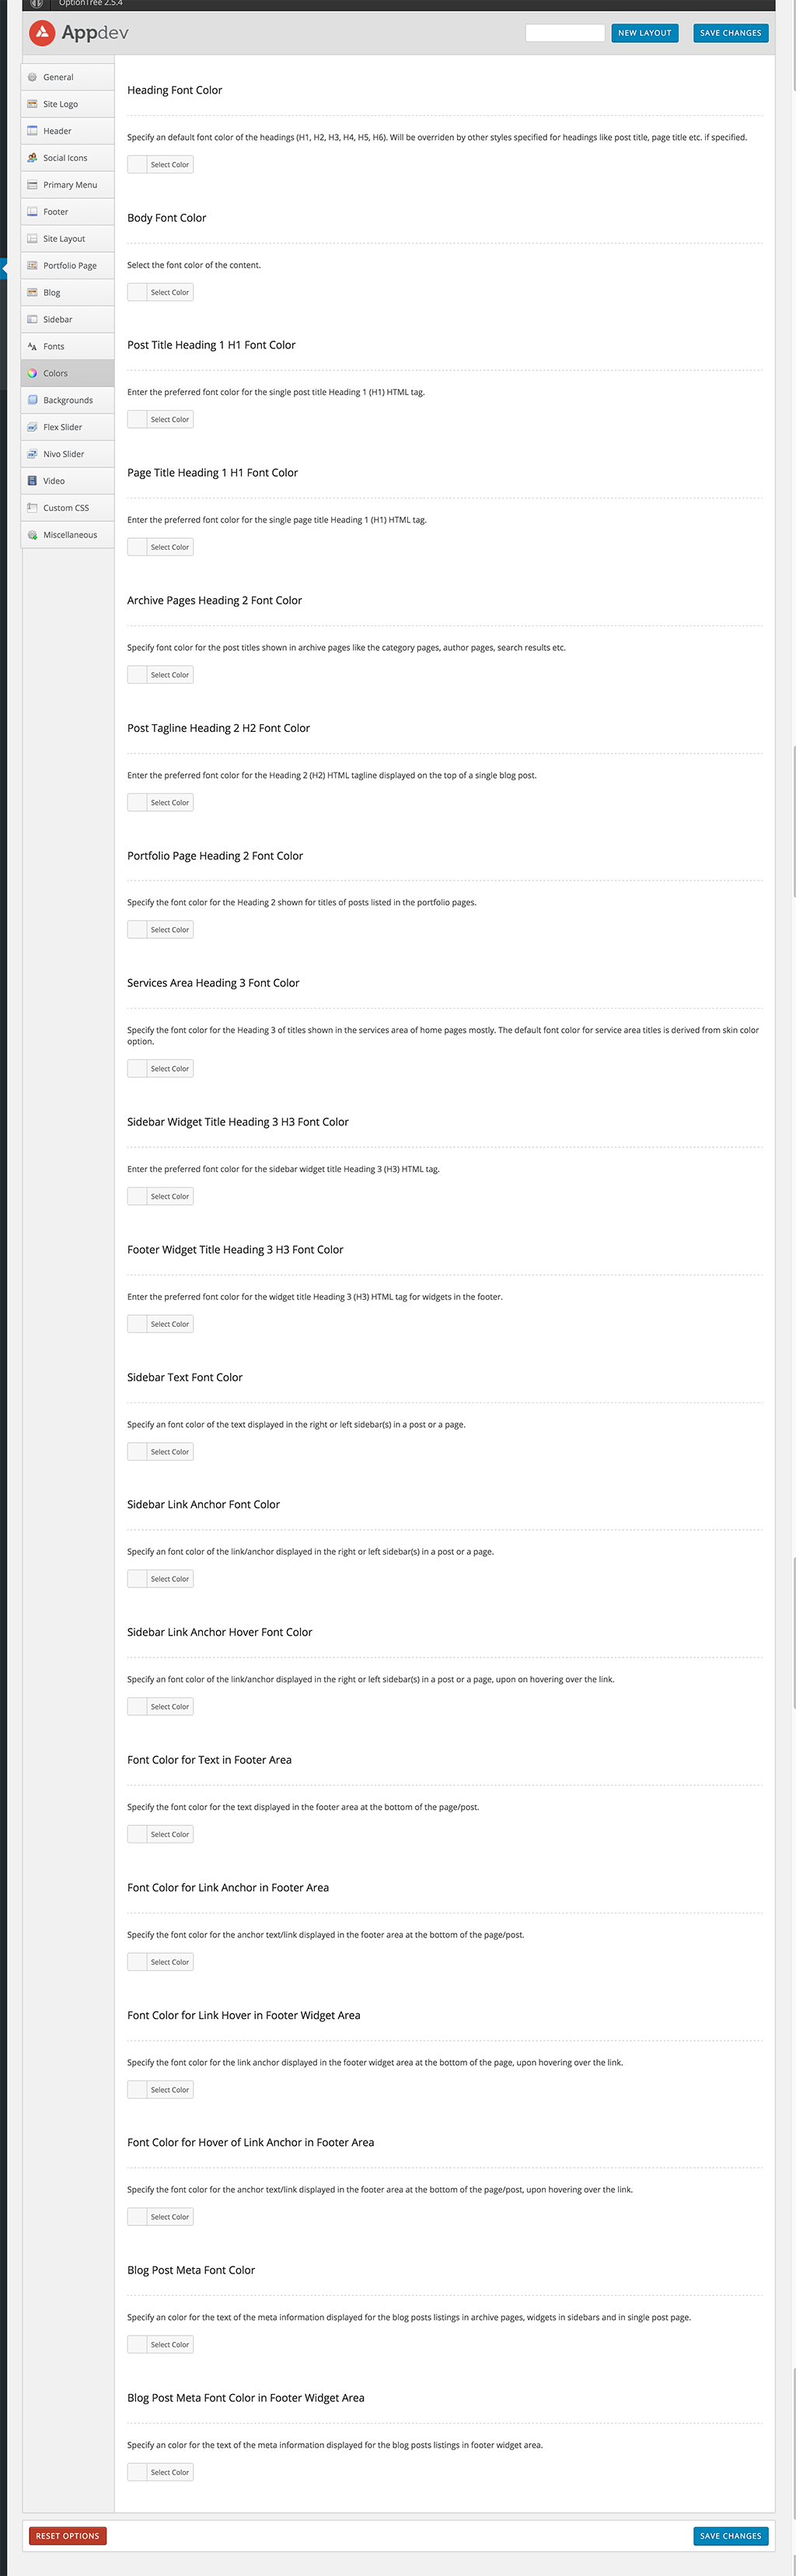 OptionTree 2.5.4
Appdev
NEW LAYOUT
SAVE CHANGES
General
Site Logo
Header
Social Icons
Primary Menu
Footer
Site Layout
Portfolio Page
Blog
Sidebar
Fonts
Colors
Backgrounds
Flex Slider
Nivo Slider
Video
Custom CSS
Miscellaneous
Heading Font Color
Specify an default font color of the headings (H1, H2, H3, H4, H5, H6). Will be overriden by other styles specified for headings like post title, page title etc. if specified.
Select Color
Body Font Color
Select the font color of the content.
Select Color
Post Title Heading 1 H1 Font Color
Enter the preferred font color for the single post title Heading 1 (H1) HTML tag.
Select Color
Page Title Heading 1 H1 Font Color
Enter the preferred font color for the single page title Heading 1 (H1) HTML tag.
Select Color
Archive Pages Heading 2 Font Color
Specify font color for the post titles shown in archive pages like the category pages, author pages, search results etc.
Select Color
Post Tagline Heading 2 H2 Font Color
Enter the preferred font color for the Heading 2 (H2) HTML tagline displayed on the top of a single blog post.
Select Color
Portfolio Page Heading 2 Font Color
Specify the font color for the Heading 2 shown for titles of posts listed in the portfolio pages.
Select Color
Services Area Heading 3 Font Color
Specify the font color for the Heading 3 of titles shown in the services area of home pages mostly. The default font color for service area titles is derived from skin color
option.
Select Color
Sidebar Widget Title Heading 3 H3 Font Color
Enter the preferred font color for the sidebar widget title Heading 3 (H3) HTML tag.
Select Color
Footer Widget Title Heading 3 H3 Font Color
Enter the preferred font color for the widget title Heading 3 (H3) HTML tag for widgets in the footer.
Select Color
Sidebar Text Font Color
Specify an font color of the text displayed in the right or left sidebar(s) in a post or a page.
Select Color
Sidebar Link Anchor Font Color
Specify an font color of the link/anchor displayed in the right or left sidebar(s) in a post or a page.
Select Color
Sidebar Link Anchor Hover Font Color
Specify an font color of the link/anchor displayed in the right or left sidebar(s) in a post or a page, upon on hovering over the link.
Select Color
Font Color for Text in Footer Area
Specify the font color for the text displayed in the footer area at the bottom of the page/post.
Select Color
Font Color for Link Anchor in Footer Area
Specify the font color for the anchor text/link displayed in the footer area at the bottom of the page/post.
Select Color
Font Color for Link Hover in Footer Widget Area
Specify the font color for the link anchor displayed in the footer widget area at the bottom of the page, upon hovering over the link.
Select Color
Font Color for Hover of Link Anchor in Footer Area
Specify the font color for the anchor text/link displayed in the footer area at the bottom of the page/post, upon hovering over the link.
Select Color
Blog Post Meta Font Color
Specify an color for the text of the meta information displayed for the blog posts listings in archive pages, widgets in sidebars and in single post page.
Select Color
Blog Post Meta Font Color in Footer Widget Area
Specify an color for the text of the meta information displayed for the blog posts listings in footer widget area.
Select Color
RESET OPTIONS
SAVE CHANGES